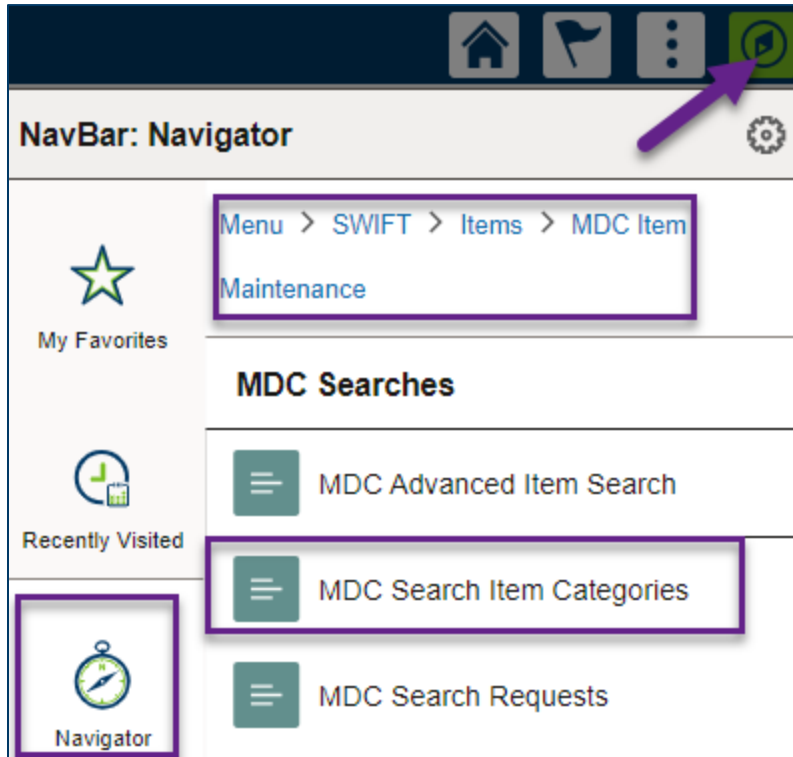 NavBar: Navigator
Menu > SWIFT > Items > MDC Item
Maintenance
My Favorites
MDC Searches
MDC Advanced Item Search
Recently Visited
MDC Search Item Categories
MDC Search Requests
Navigator